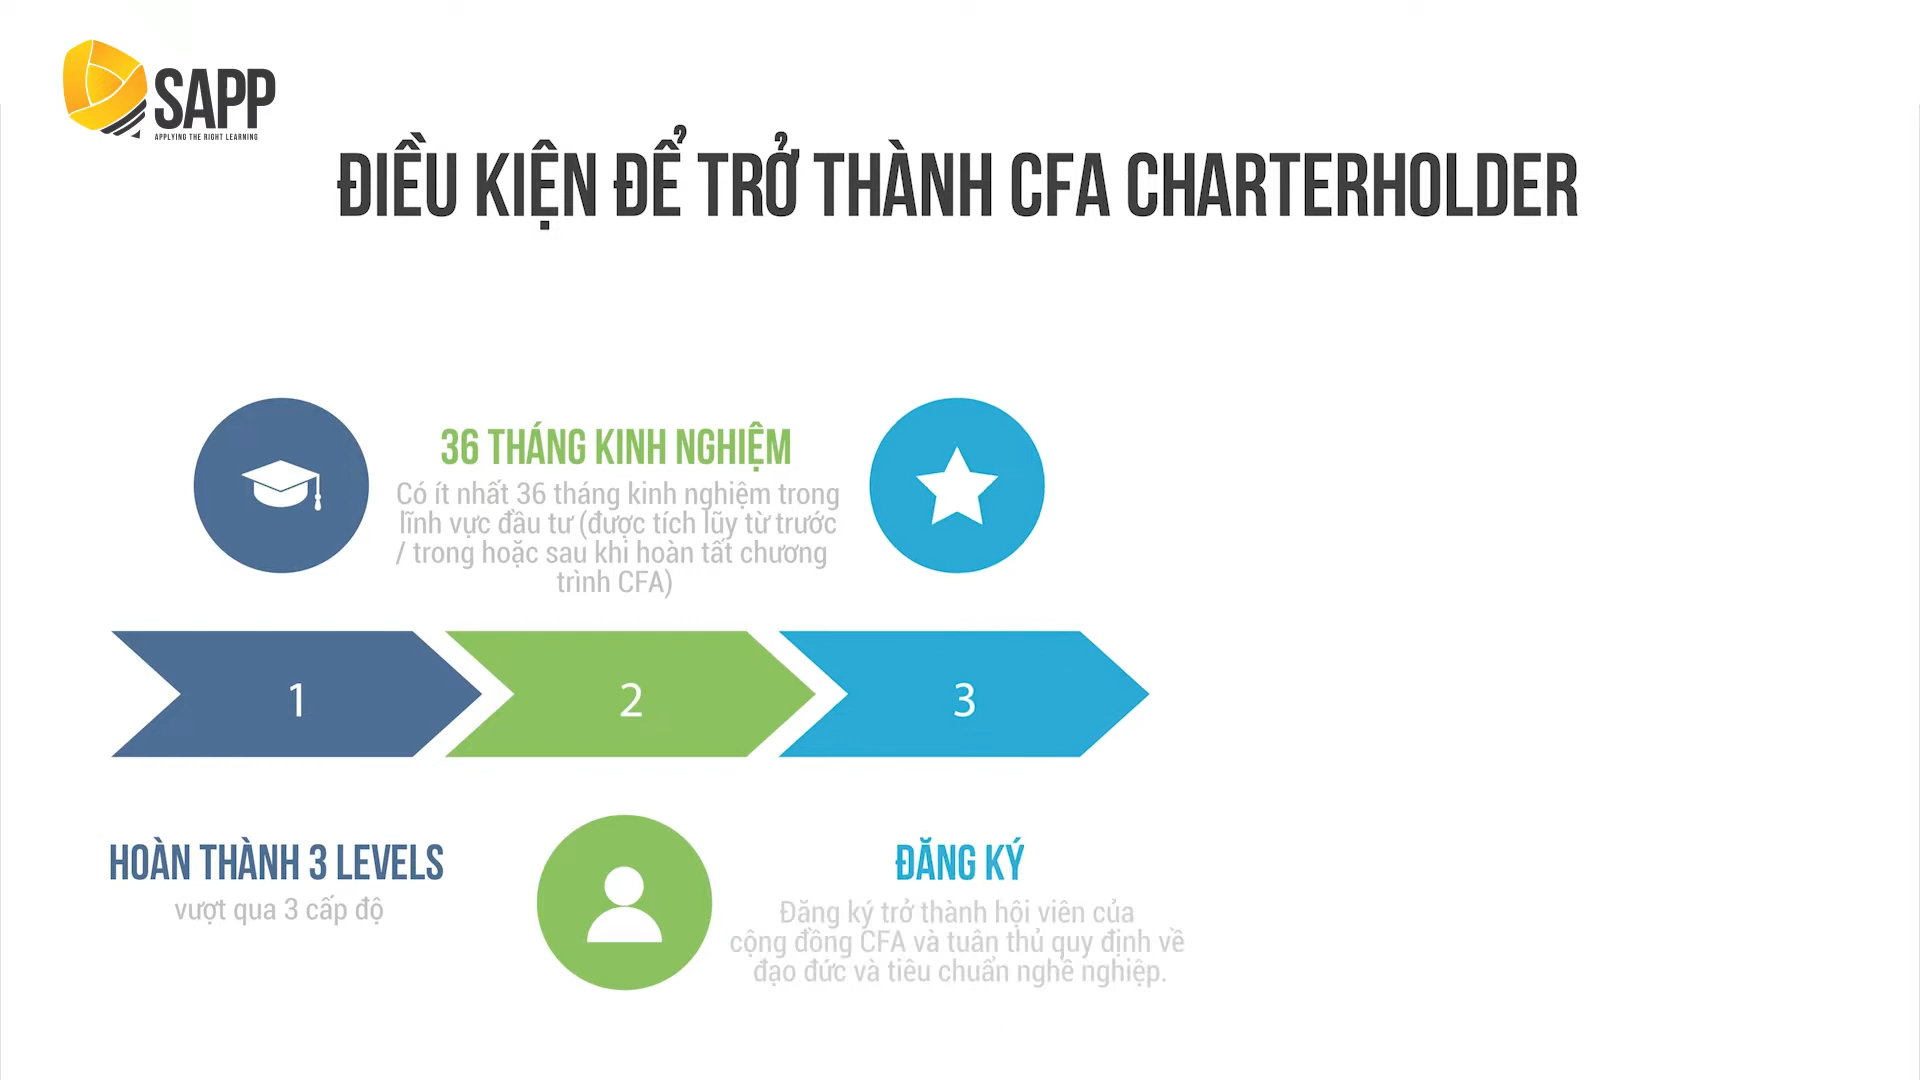 SAPP
APPLYING THE RIGHT LEARNING
ĐIỀU KIỆN ĐỂ TRỞ THÀNH CFA CHARTERHOLDER
36 THÁNG KINH NGHIỆM
Có ít nhất 36 tháng kinh nghiệm trong
lĩnh vực đầu tư (được tích lũy từ trước
/ trong hoặc sau khi hoàn tất chương
trình CFA)
1
2
3
HOÀN THÀNH 3 LEVELS
vượt qua 3 cấp độ
ĐĂNG KÝ
Đăng ký trở thành hội viên của
cộng đồng CFA và tuân thủ quy định về
đạo đức và tiêu chuẩn nghề nghiệp.